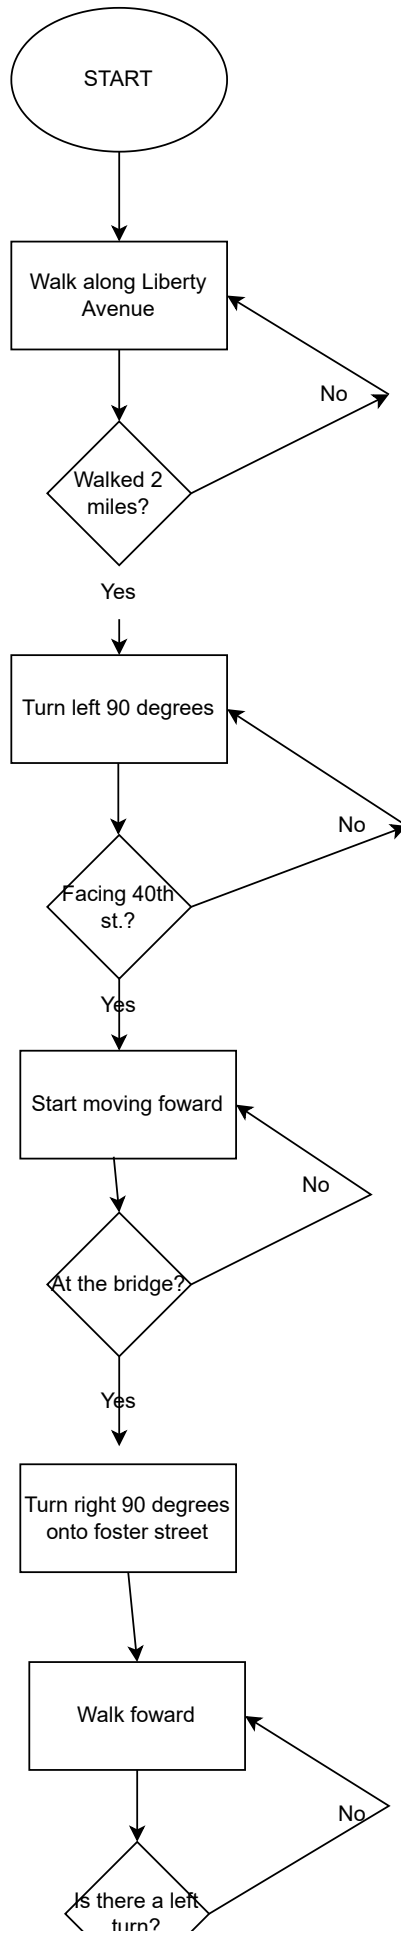 START
Walk along Liberty
Avenue
No
Walked 2
miles?
Yes
Turn left 90 degrees
No
Facing 40th
st.?
Yes
Start moving foward
No
At the bridge?
Yes
Turn right 90 degrees
onto foster street
Walk foward
No
Is there a left
turn?